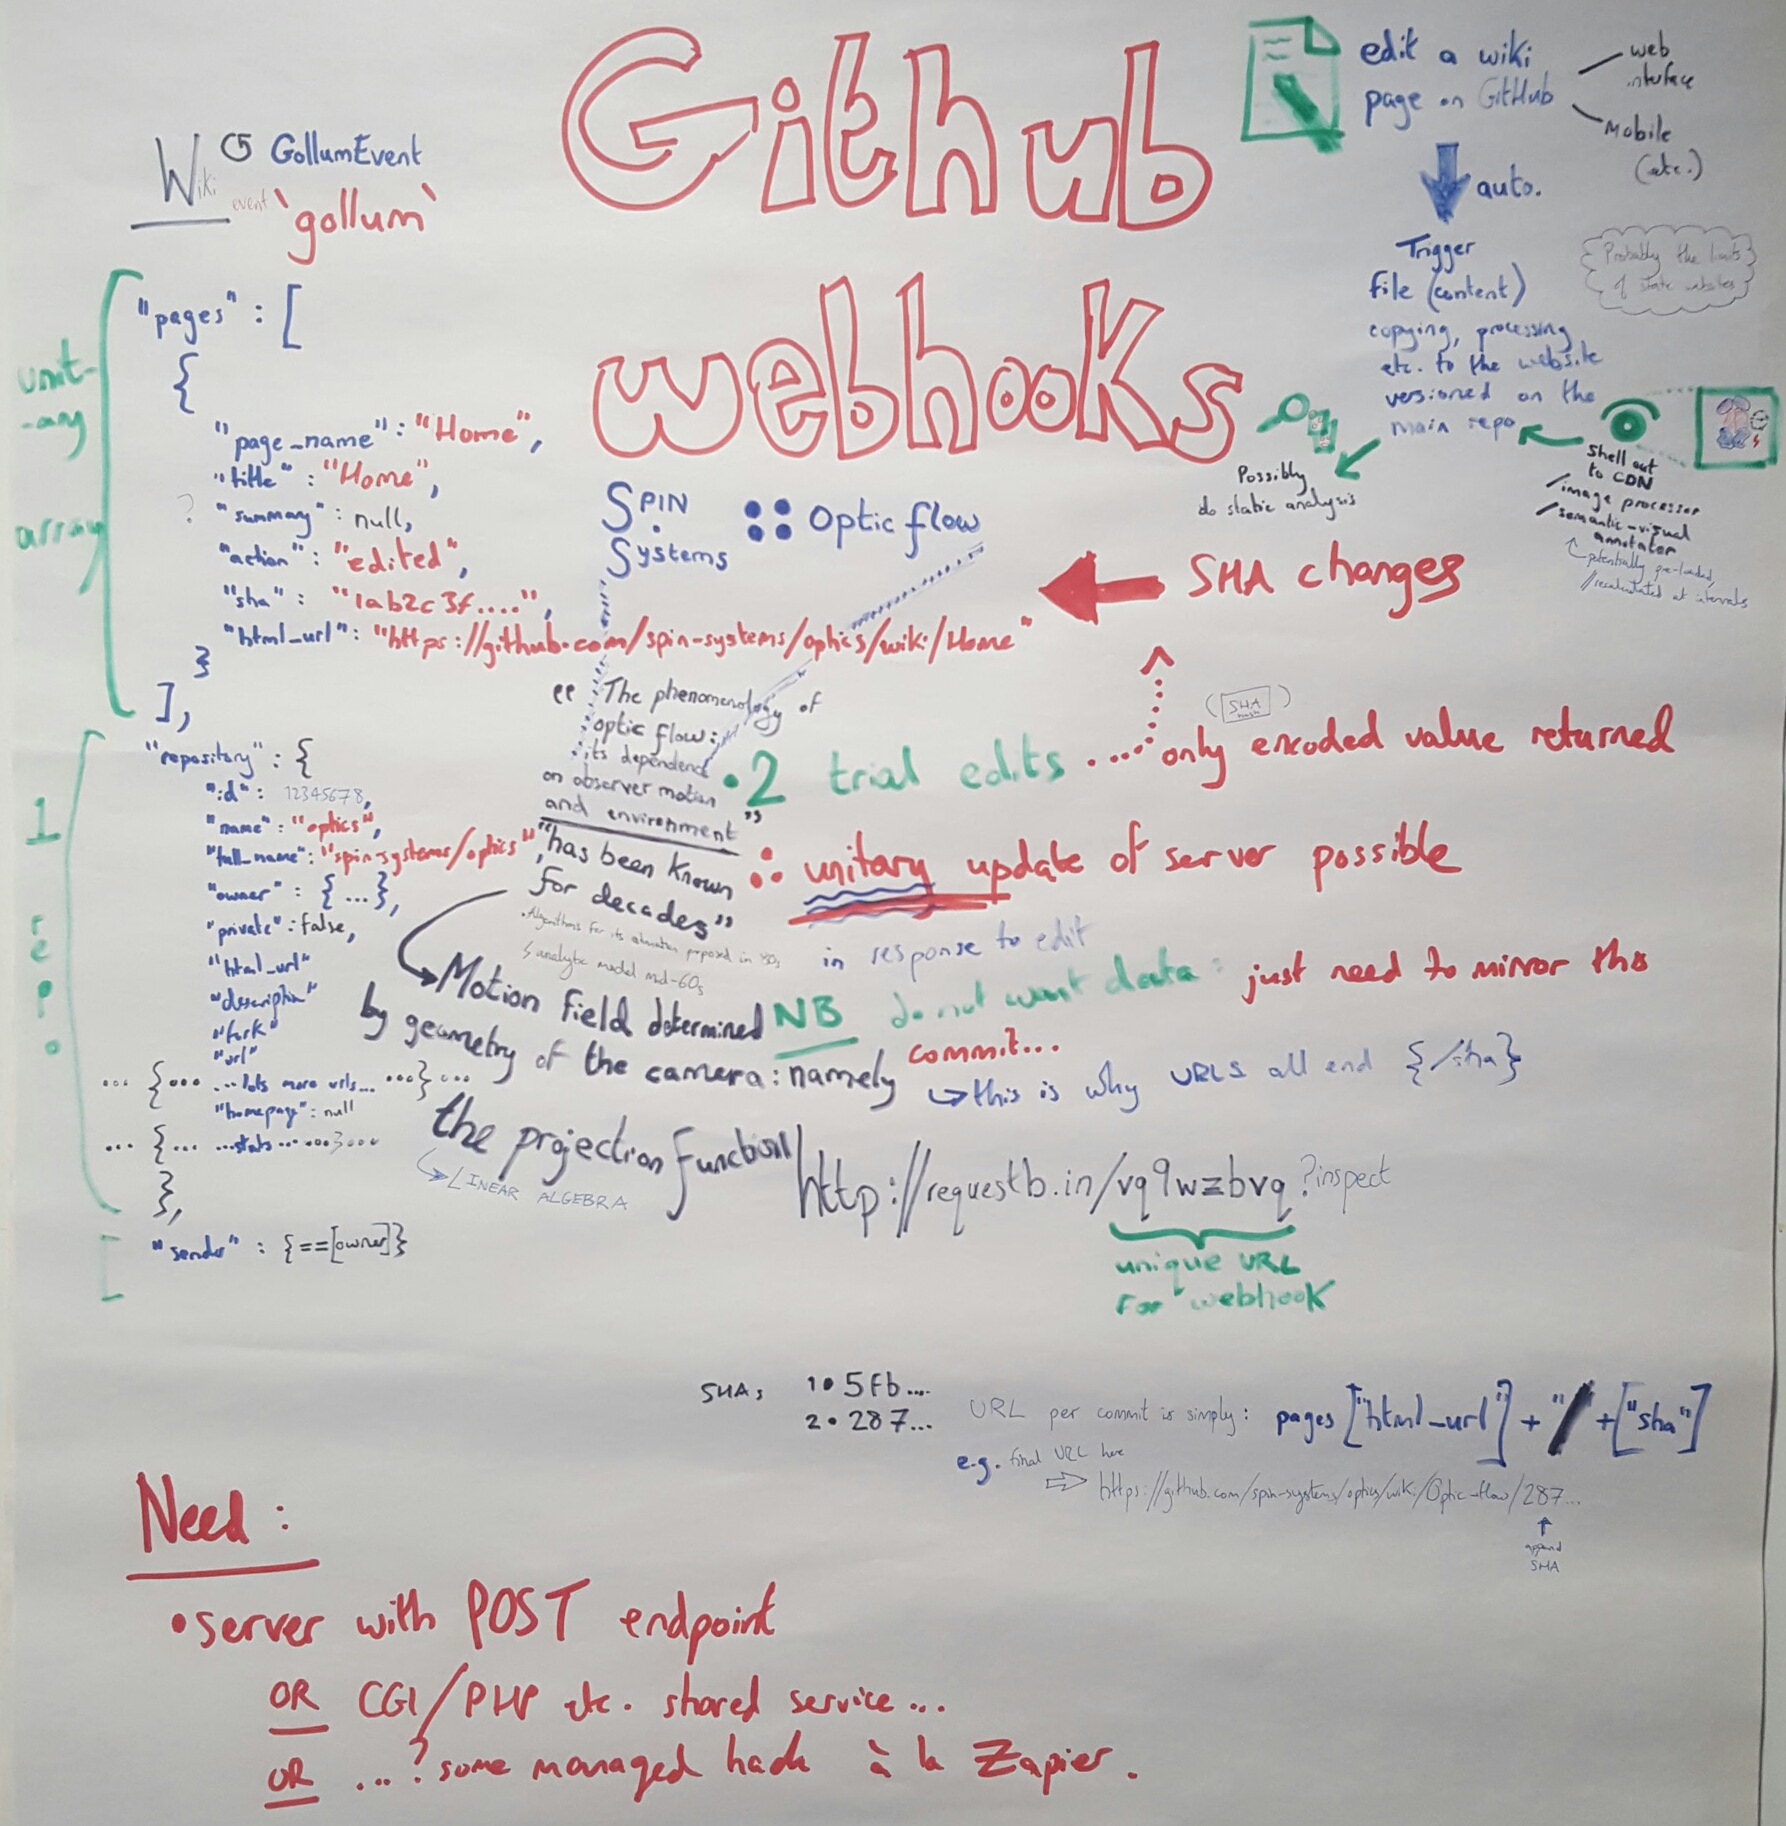 Github
webhooks
Wiki
event
GollumEvent
`gollum`
unit-
-ary
array
"pages" : [
{
"page_name" : "Home",
"title" : "Home",
? "summary" : null,
"action" : "edited",
"sha" : "1ab2c3f....",
"html_url" : "https://github.com/spin-systems/optics/wiki/Home"
}
],
1
repo
"repository" : {
"id" : 12345678,
"name" : "optics",
"full_name" : "spin-systems/optics",
"owner" : {...},
"private" : false,
"html_url"
"description"
"fork"
"url"
... {... ...lots more urls... ...} ...
"homepage" : null
... {... ...stats... ...}...
},
"sender" : {==[owner]}
edit a wiki
page on GitHub
web
interface
Mobile
(etc.)
auto.
Trigger
file (content)
copying, processing
etc. to the website
versioned on the
main repo
Probably the limits
of static websites
Possibly
do static analysis
Shell out
to CDN
/image processor
/semantic-visual
annotator
potentially pre-loaded,
//recalculated at intervals
SPIN
Systems
Optic flow
SHA changes
"The phenomenology of
optic flow:
its dependence
on observer motion
and environment"
"has been known
for decades"
• Algorithms for its estimation proposed in 80s
analytic model mid-60s
Motion field determined
by geometry of the camera: namely
the projection function
LINEAR ALGEBRA
• 2 trial edits .... only encoded value returned
(SHA
hash)
∴ unitary update of server possible
in response to edit
NB do not want data: just need to mirror this
commit...
this is why URLS all end {/sha}
http://requestb.in/vq9wzbvq?inspect
unique URL
for webhook
SHA, 1• 5fb....
2• 287...
URL per commit is simply: pages ["html_url"] + "/" + ["sha"]
e.g. final URL here
https://github.com/spin-systems/optics/wiki/Optic-flow/287...
append
SHA
Need:
• server with POST endpoint
OR CGI/PHP etc. shared service...
OR ...? some managed hack à la Zapier.